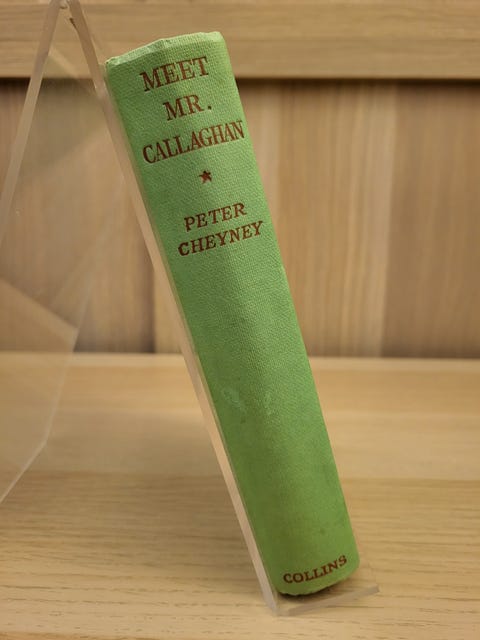 MEET
MR.
CALLAGHAN
PETER
CHEYNEY
COLLINS